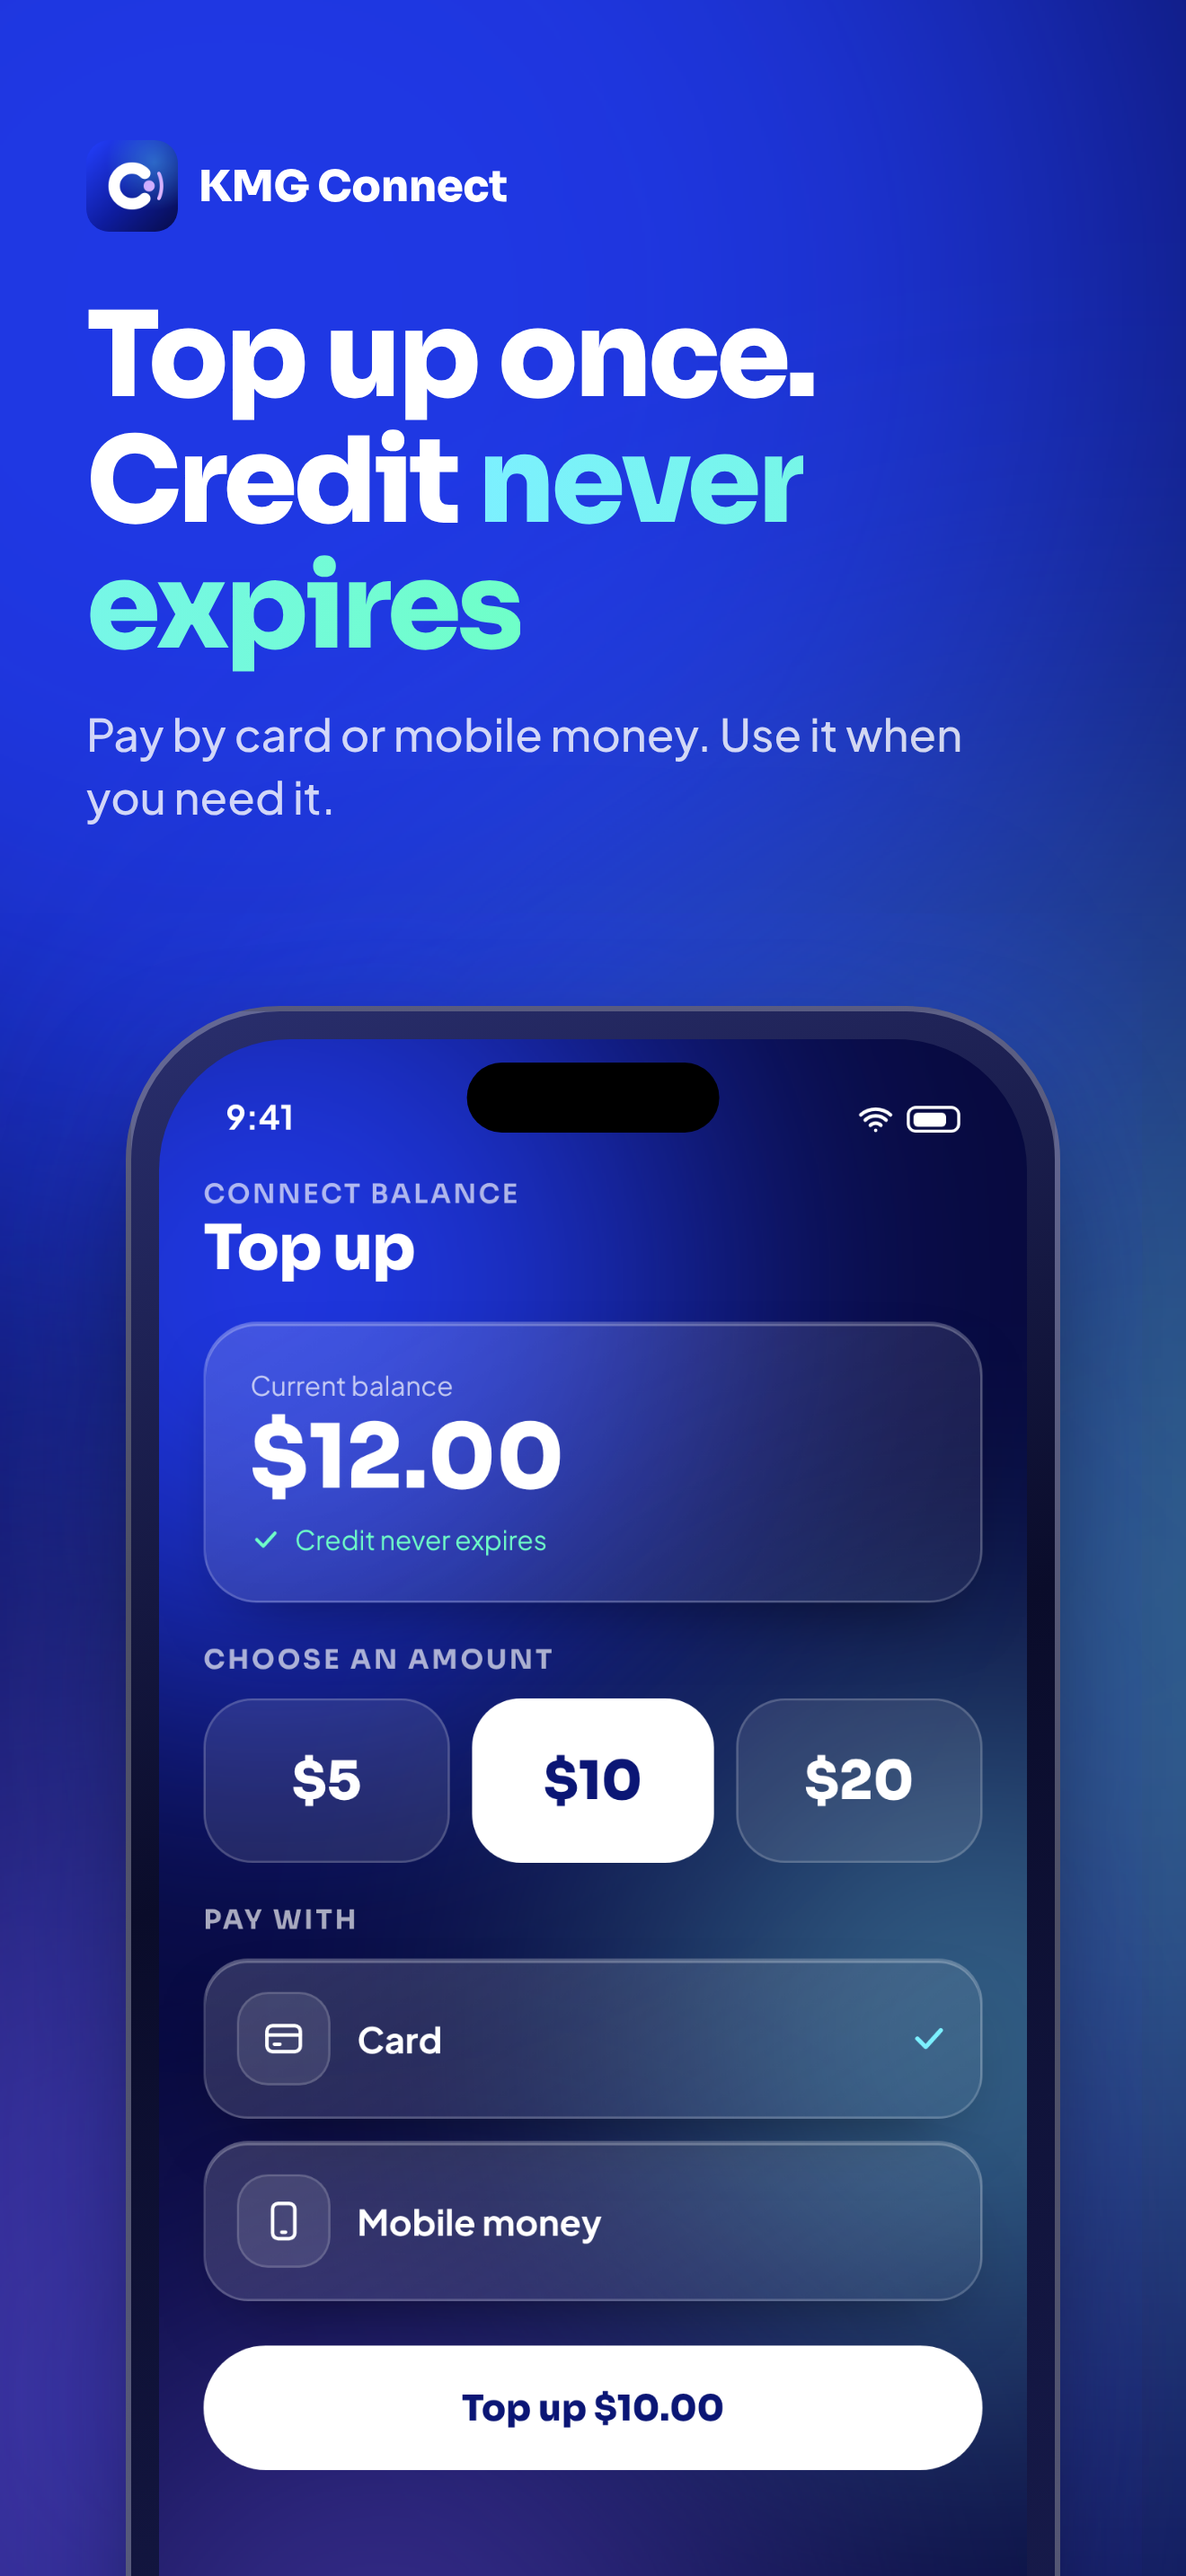 KMG Connect
Top up once.
Credit never
expires
Pay by card or mobile money. Use it when
you need it.
9:41
CONNECT BALANCE
Top up
Current balance
$12.00
Credit never expires
CHOOSE AN AMOUNT
$5 $10 $20
PAY WITH
Card
Mobile money
Top up $10.00